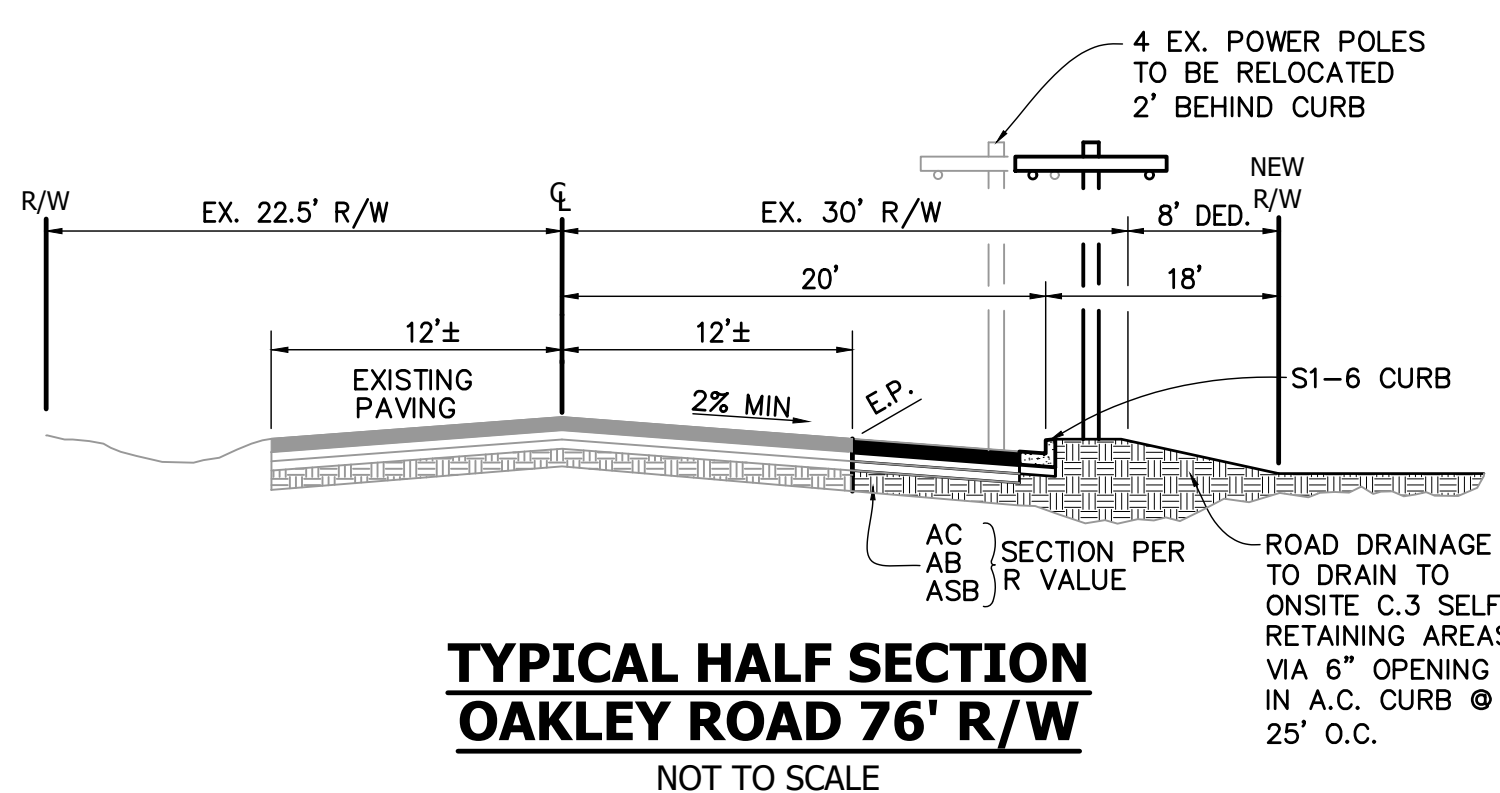 4 EX. POWER POLES
TO BE RELOCATED
2' BEHIND CURB
NEW
R/W
R/W
℄
EX. 22.5' R/W
EX. 30' R/W
8' DED.
20'
18'
12'±
12'±
EXISTING
PAVING
2% MIN
E.P.
S1-6 CURB
AC
AB
ASB
SECTION PER
R VALUE
ROAD DRAINAGE
TO DRAIN TO
ONSITE C.3 SELF
RETAINING AREAS
VIA 6" OPENING
IN A.C. CURB @
25' O.C.
TYPICAL HALF SECTION
OAKLEY ROAD 76' R/W
NOT TO SCALE